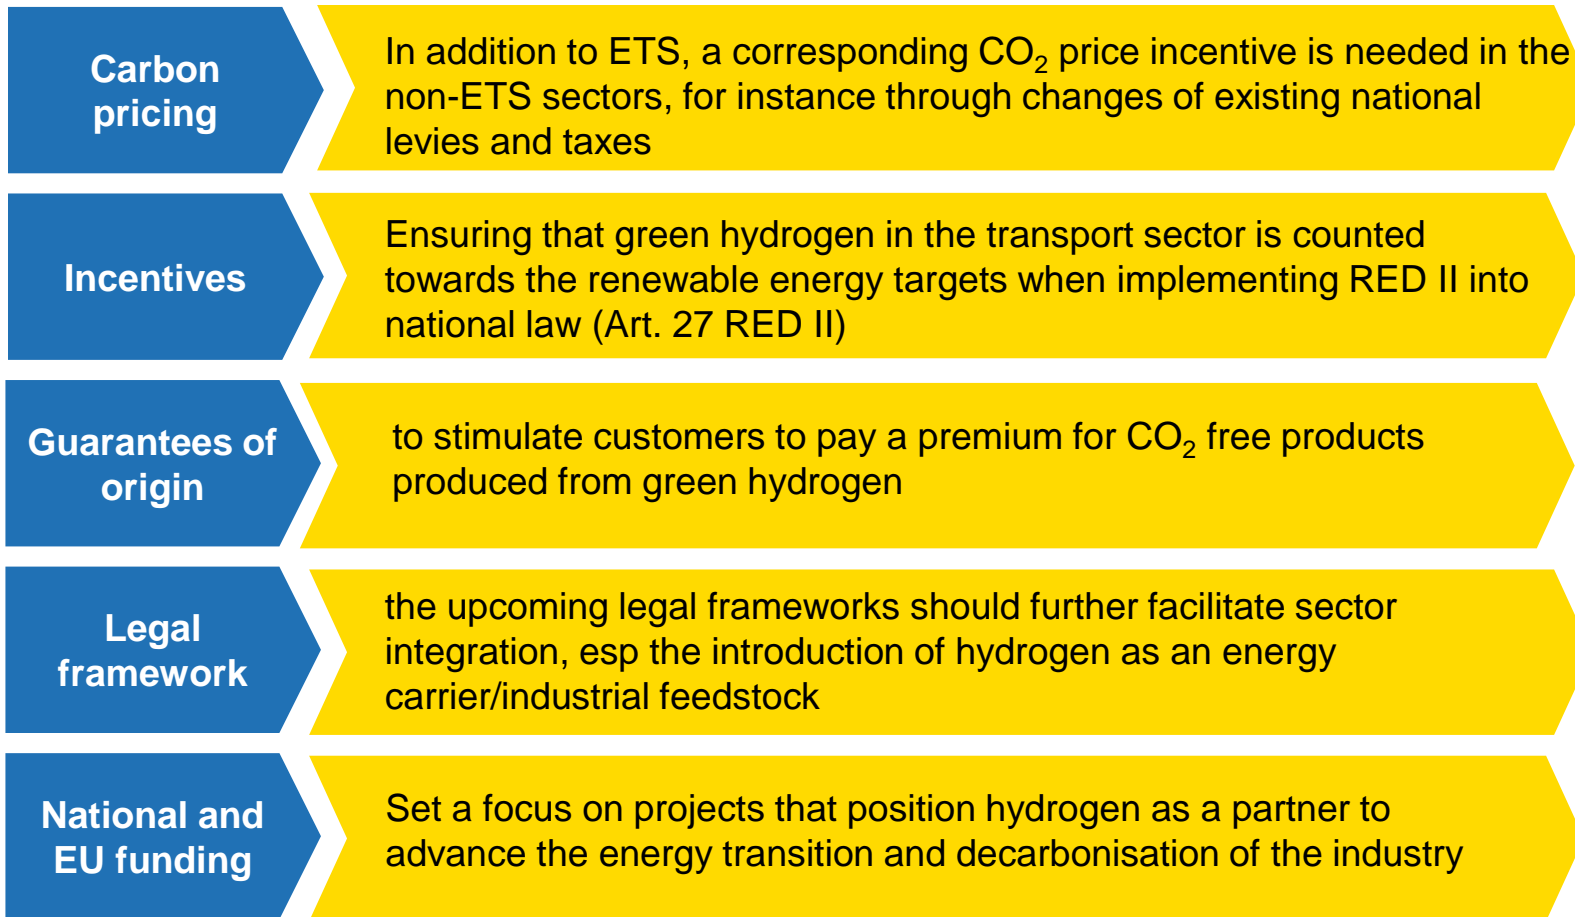 Carbon
pricing
In addition to ETS, a corresponding CO₂ price incentive is needed in the
non-ETS sectors, for instance through changes of existing national
levies and taxes
Incentives
Ensuring that green hydrogen in the transport sector is counted
towards the renewable energy targets when implementing RED II into
national law (Art. 27 RED II)
Guarantees of
origin
to stimulate customers to pay a premium for CO₂ free products
produced from green hydrogen
Legal
framework
the upcoming legal frameworks should further facilitate sector
integration, esp the introduction of hydrogen as an energy
carrier/industrial feedstock
National and
EU funding
Set a focus on projects that position hydrogen as a partner to
advance the energy transition and decarbonisation of the industry